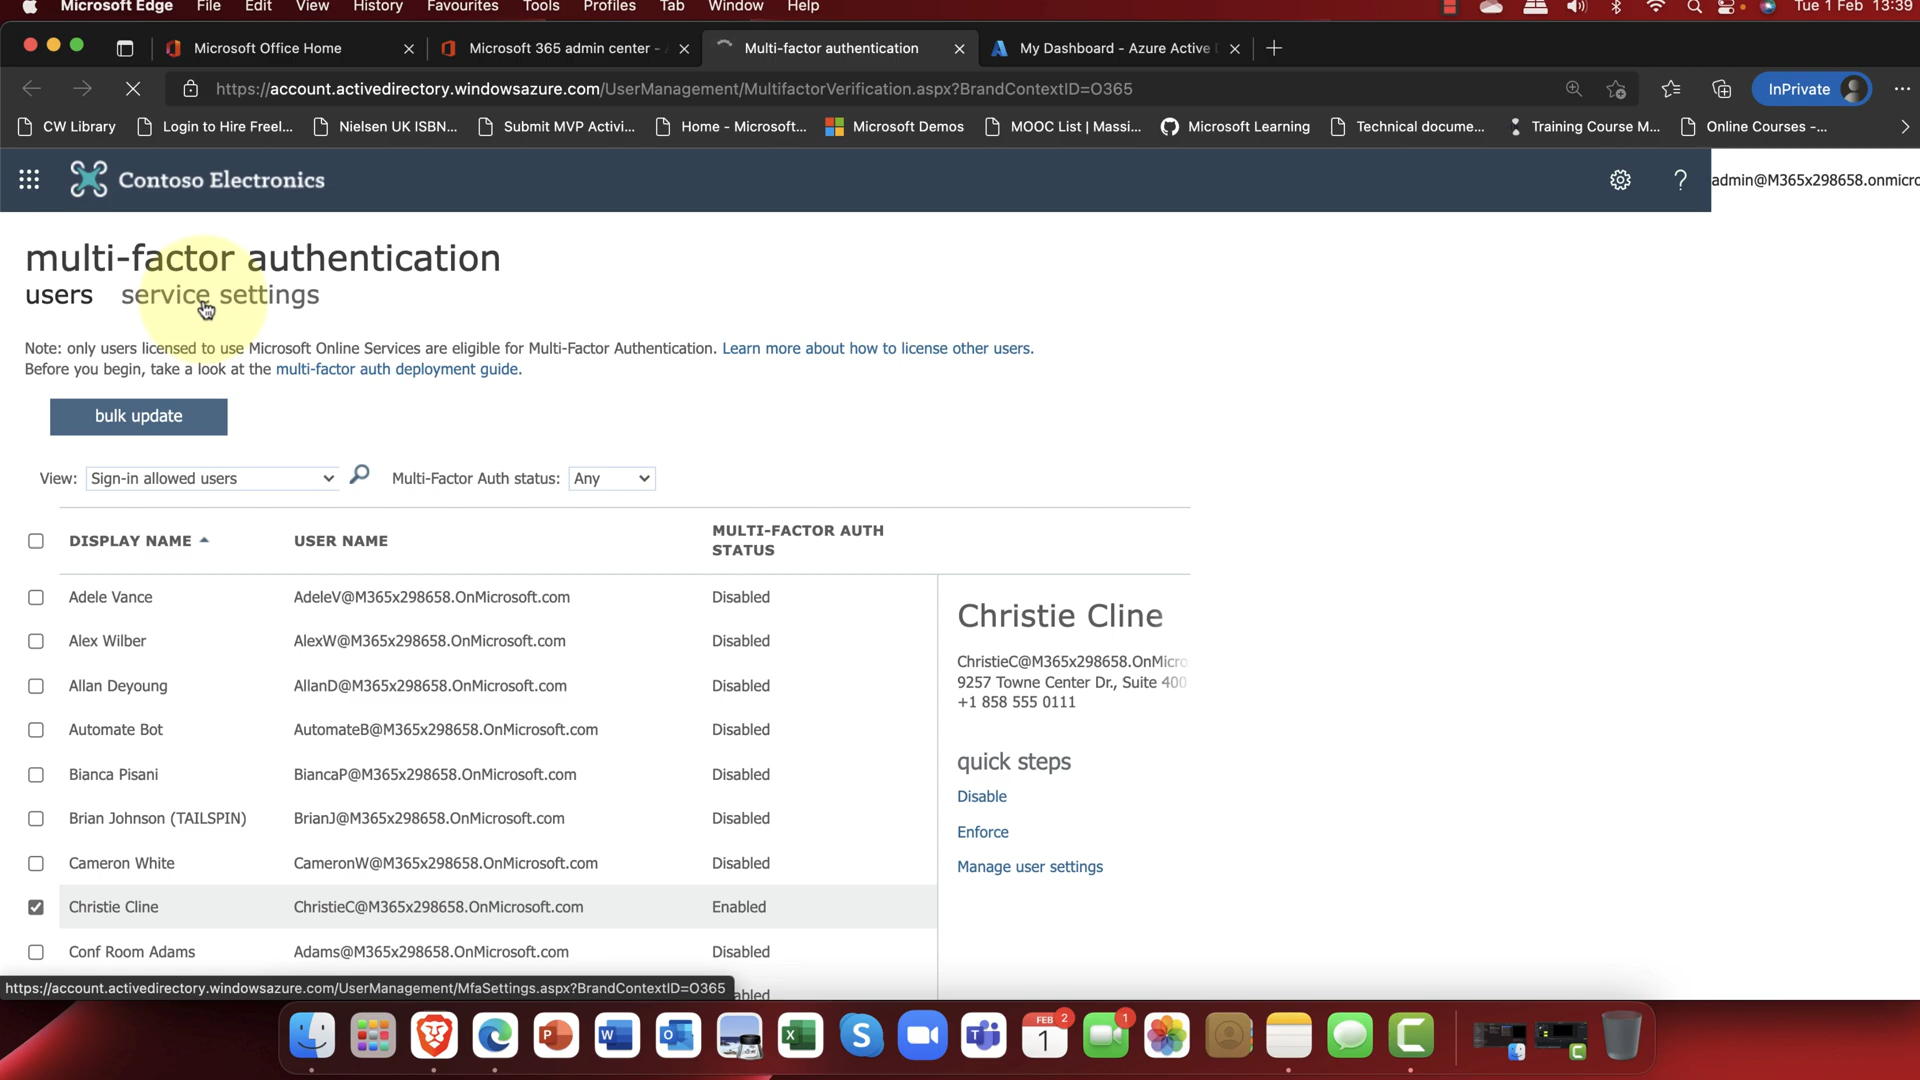 Microsoft Edge File Edit View History Favourites Tools Profiles Tab Window Help Tue 1 Feb 13:39
Microsoft Office Home Microsoft 365 admin center - Multi-factor authentication My Dashboard - Azure Active
https://account.activedirectory.windowsazure.com/UserManagement/MultifactorVerification.aspx?BrandContextID=O365 InPrivate
CW Library Login to Hire Freel... Nielsen UK ISBN... Submit MVP Activi... Home - Microsoft... Microsoft Demos MOOC List | Massi... Microsoft Learning Technical docume... Training Course M... Online Courses -...
Contoso Electronics ? admin@M365x298658.onmicro
multi-factor authentication
users service settings
Note: only users licensed to use Microsoft Online Services are eligible for Multi-Factor Authentication. Learn more about how to license other users.
Before you begin, take a look at the multi-factor auth deployment guide.
bulk update
View: Sign-in allowed users Multi-Factor Auth status: Any
DISPLAY NAME USER NAME MULTI-FACTOR AUTH
STATUS
Adele Vance AdeleV@M365x298658.OnMicrosoft.com Disabled
Alex Wilber AlexW@M365x298658.OnMicrosoft.com Disabled
Allan Deyoung AllanD@M365x298658.OnMicrosoft.com Disabled
Automate Bot AutomateB@M365x298658.OnMicrosoft.com Disabled
Bianca Pisani BiancaP@M365x298658.OnMicrosoft.com Disabled
Brian Johnson (TAILSPIN) BrianJ@M365x298658.OnMicrosoft.com Disabled
Cameron White CameronW@M365x298658.OnMicrosoft.com Disabled
Christie Cline ChristieC@M365x298658.OnMicrosoft.com Enabled
Conf Room Adams Adams@M365x298658.OnMicrosoft.com Disabled
Christie Cline
ChristieC@M365x298658.OnMicro
9257 Towne Center Dr., Suite 400
+1 858 555 0111
quick steps
Disable
Enforce
Manage user settings
https://account.activedirectory.windowsazure.com/UserManagement/MfaSettings.aspx?BrandContextID=O365
FEB 2 1
1